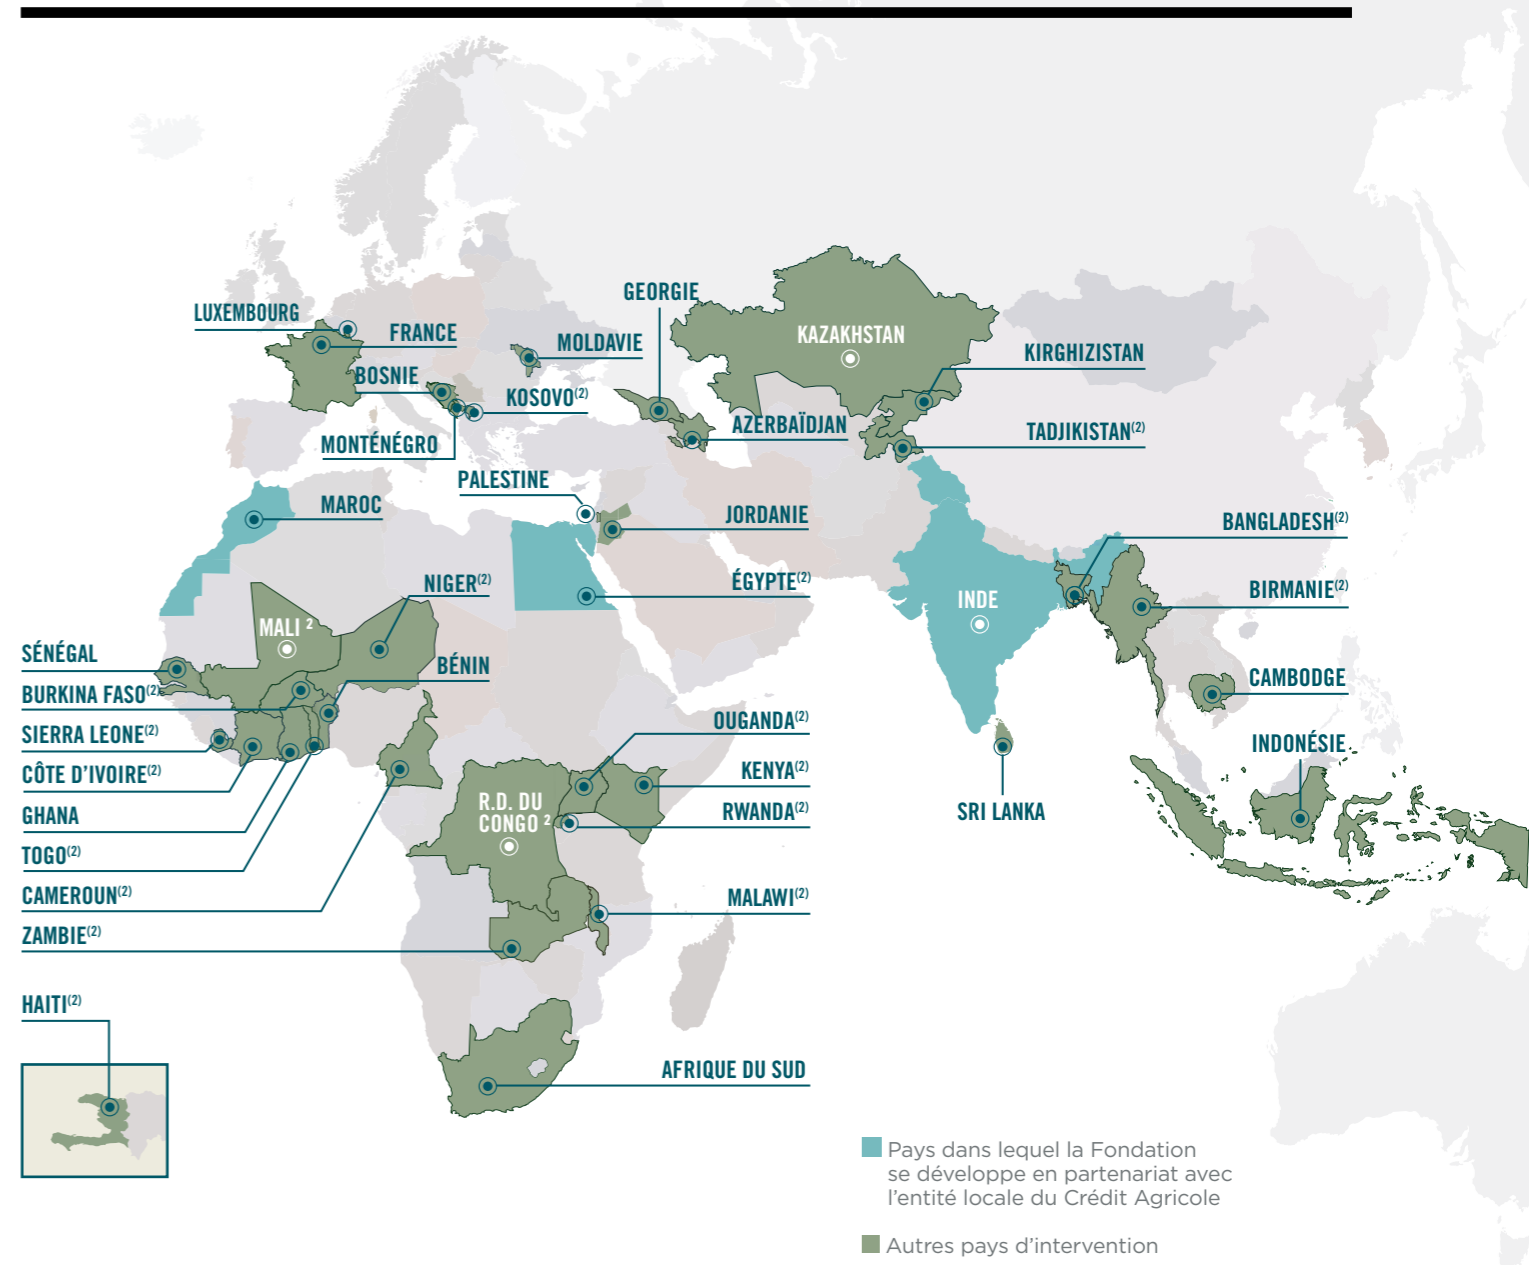 LUXEMBOURG
FRANCE
BOSNIE
MONTÉNÉGRO
KOSOVO(2)
MOLDAVIE
GEORGIE
KAZAKHSTAN
AZERBAÏDJAN
KIRGHIZISTAN
TADJIKISTAN(2)
PALESTINE
MAROC
JORDANIE
BANGLADESH(2)
NIGER(2)
ÉGYPTE(2)
INDE
BIRMANIE(2)
MALI 2
SÉNÉGAL
BÉNIN
CAMBODGE
BURKINA FASO(2)
SIERRA LEONE(2)
OUGANDA(2)
INDONÉSIE
CÔTE D'IVOIRE(2)
KENYA(2)
GHANA
R.D. DU
CONGO 2
RWANDA(2)
SRI LANKA
TOGO(2)
CAMEROUN(2)
MALAWI(2)
ZAMBIE(2)
HAITI(2)
AFRIQUE DU SUD
Pays dans lequel la Fondation
se développe en partenariat avec
l'entité locale du Crédit Agricole
Autres pays d'intervention